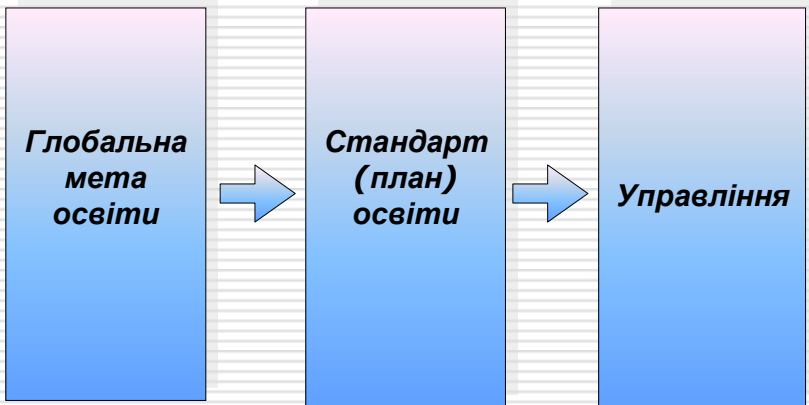 Глобальна
мета
освіти
Стандарт
(план)
освіти
Управління